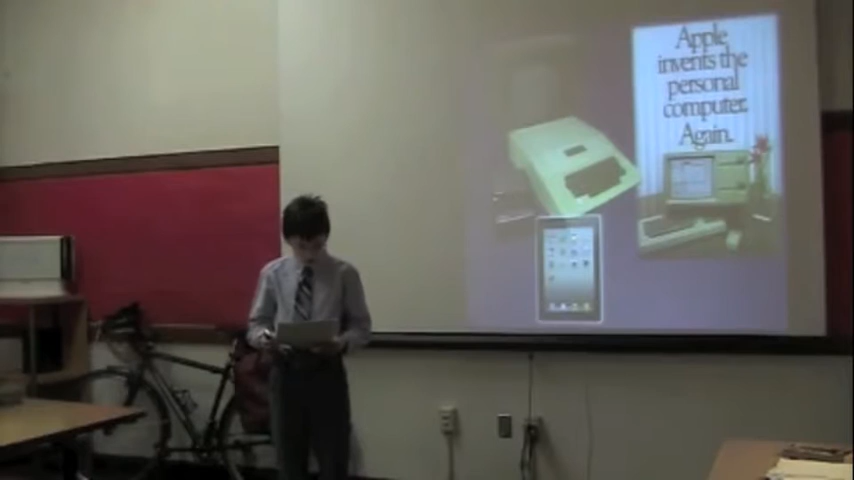 Apple
invents the
personal
computer.
Again.